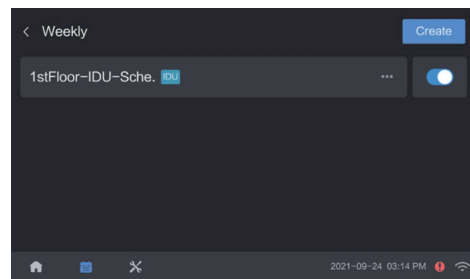 < Weekly
Create
1stFloor-IDU-Sche. IDU
2021-09-24 03:14 PM